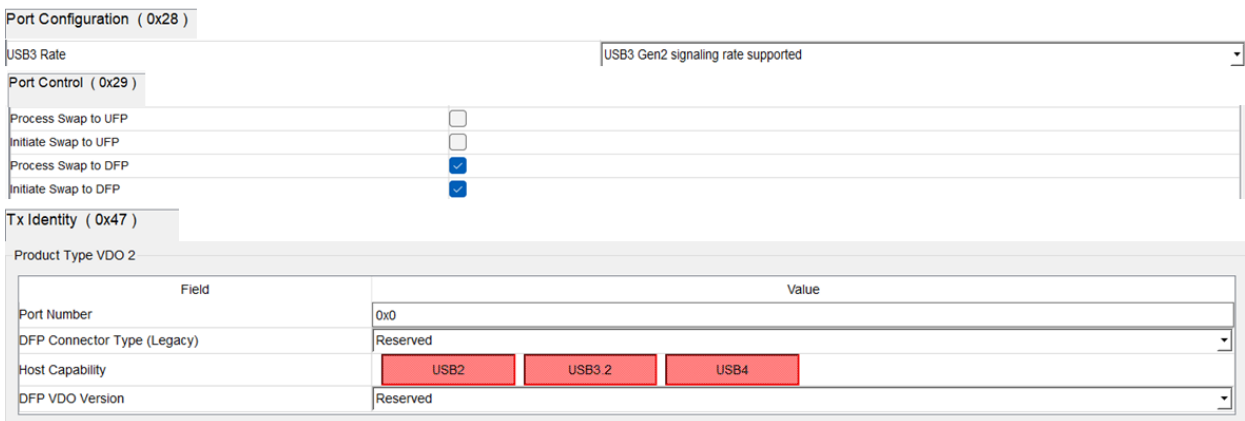 Port Configuration ( 0x28 )
USB3 Rate USB3 Gen2 signaling rate supported
Port Control ( 0x29 )
Process Swap to UFP
Initiate Swap to UFP
Process Swap to DFP
Initiate Swap to DFP
Tx Identity ( 0x47 )
Product Type VDO 2
Field Value
Port Number 0x0
DFP Connector Type (Legacy) Reserved
Host Capability USB2 USB3.2 USB4
DFP VDO Version Reserved